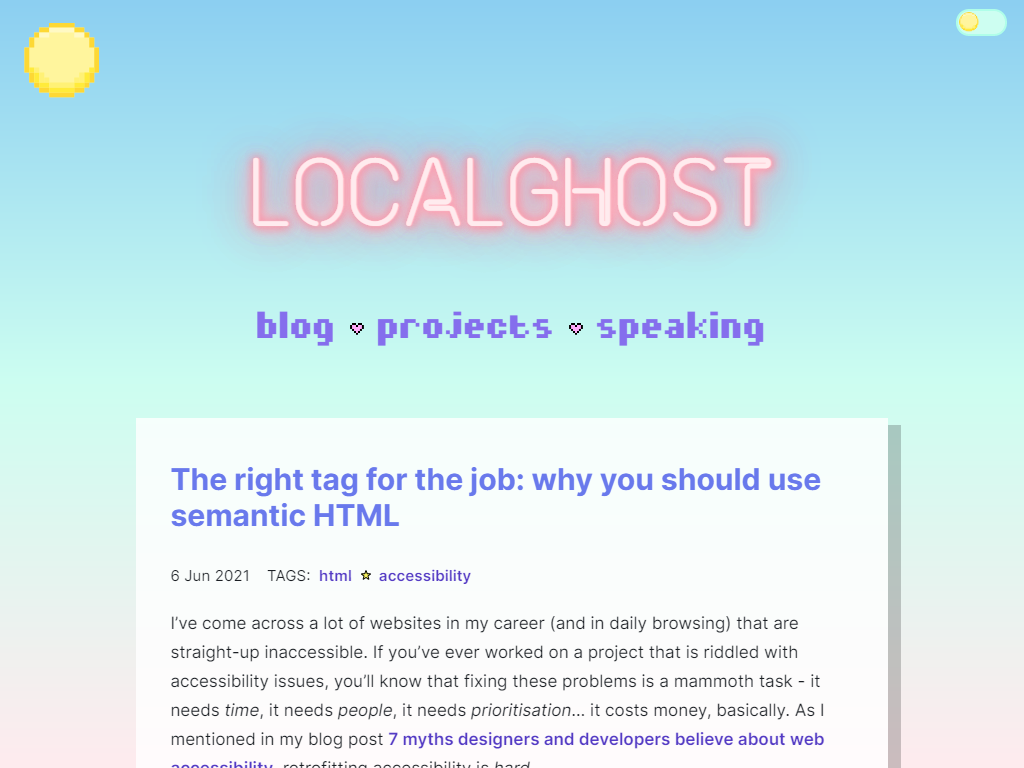 LOCALGHOST
blog projects speaking
The right tag for the job: why you should use
semantic HTML
6 Jun 2021 TAGS: html accessibility
I’ve come across a lot of websites in my career (and in daily browsing) that are
straight-up inaccessible. If you’ve ever worked on a project that is riddled with
accessibility issues, you’ll know that fixing these problems is a mammoth task - it
needs time, it needs people, it needs prioritisation... it costs money, basically. As I
mentioned in my blog post 7 myths designers and developers believe about web
accessibility, retrofitting accessibility is hard.